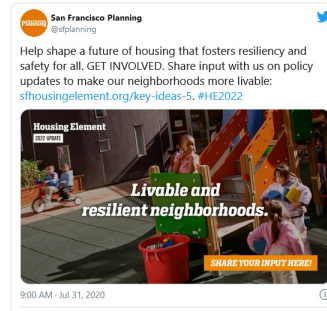 San Francisco Planning
@sfplanning
Help shape a future of housing that fosters resiliency and
safety for all. GET INVOLVED. Share input with us on policy
updates to make our neighborhoods more livable:
sfhousingelement.org/key-ideas-5. #HE2022
Housing Element
2022 UPDATE
Livable and
resilient neighborhoods.
SHARE YOUR INPUT HERE!
9:00 AM · Jul 31, 2020